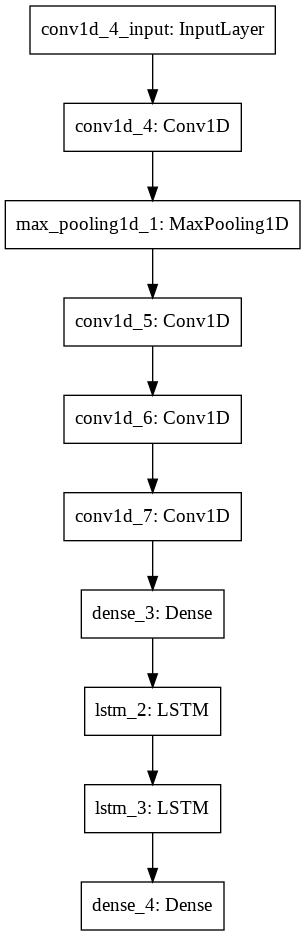 conv1d_4_input: InputLayer
conv1d_4: Conv1D
max_pooling1d_1: MaxPooling1D
conv1d_5: Conv1D
conv1d_6: Conv1D
conv1d_7: Conv1D
dense_3: Dense
lstm_2: LSTM
lstm_3: LSTM
dense_4: Dense